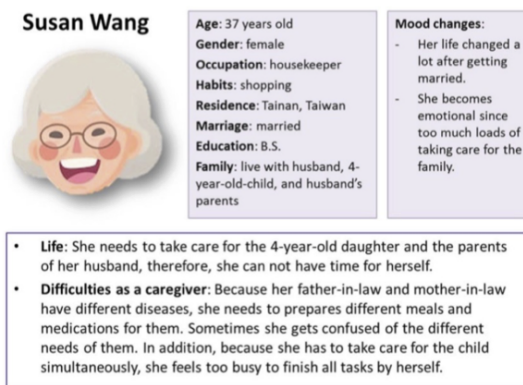 Susan Wang
Age: 37 years old
Gender: female
Occupation: housekeeper
Habits: shopping
Residence: Tainan, Taiwan
Marriage: married
Education: B.S.
Family: live with husband, 4-
year-old-child, and husband's
parents
Mood changes:
- Her life changed a
lot after getting
married.
- She becomes
emotional since
too much loads of
taking care for the
family.
• Life: She needs to take care for the 4-year-old daughter and the parents
of her husband, therefore, she can not have time for herself.
• Difficulties as a caregiver: Because her father-in-law and mother-in-law
have different diseases, she needs to prepares different meals and
medications for them. Sometimes she gets confused of the different
needs of them. In addition, because she has to take care for the child
simultaneously, she feels too busy to finish all tasks by herself.